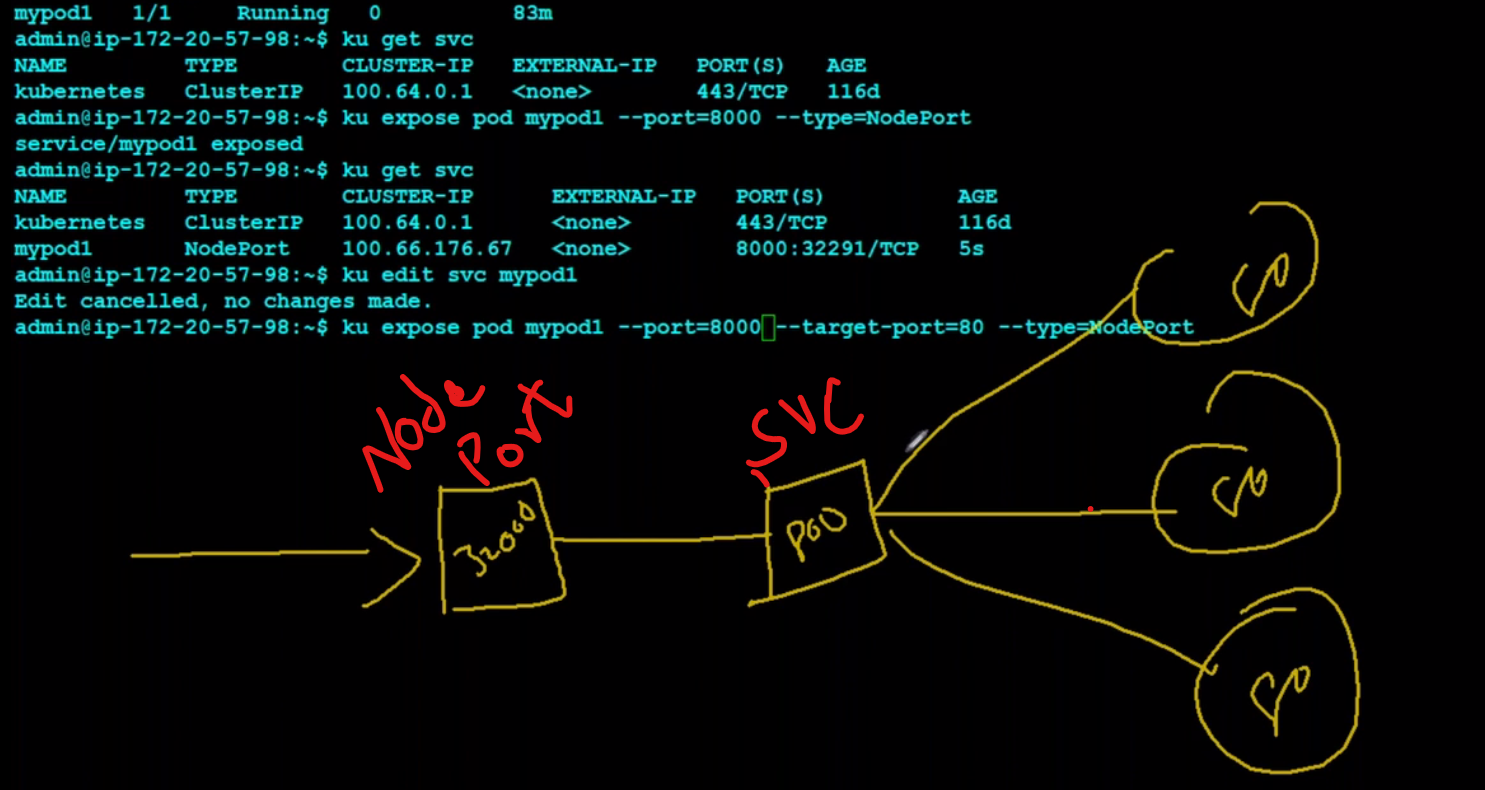 mypod1 1/1 Running 0 83m
admin@ip-172-20-57-98:~$ ku get svc
NAME TYPE CLUSTER-IP EXTERNAL-IP PORT(S) AGE
kubernetes ClusterIP 100.64.0.1 <none> 443/TCP 116d
admin@ip-172-20-57-98:~$ ku expose pod mypod1 --port=8000 --type=NodePort
service/mypod1 exposed
admin@ip-172-20-57-98:~$ ku get svc
NAME TYPE CLUSTER-IP EXTERNAL-IP PORT(S) AGE
kubernetes ClusterIP 100.64.0.1 <none> 443/TCP 116d
mypod1 NodePort 100.66.176.67 <none> 8000:32291/TCP 5s
admin@ip-172-20-57-98:~$ ku edit svc mypod1
Edit cancelled, no changes made.
admin@ip-172-20-57-98:~$ ku expose pod mypod1 --port=8000 --target-port=80 --type=NodePort
Node
Port
SVC
32000